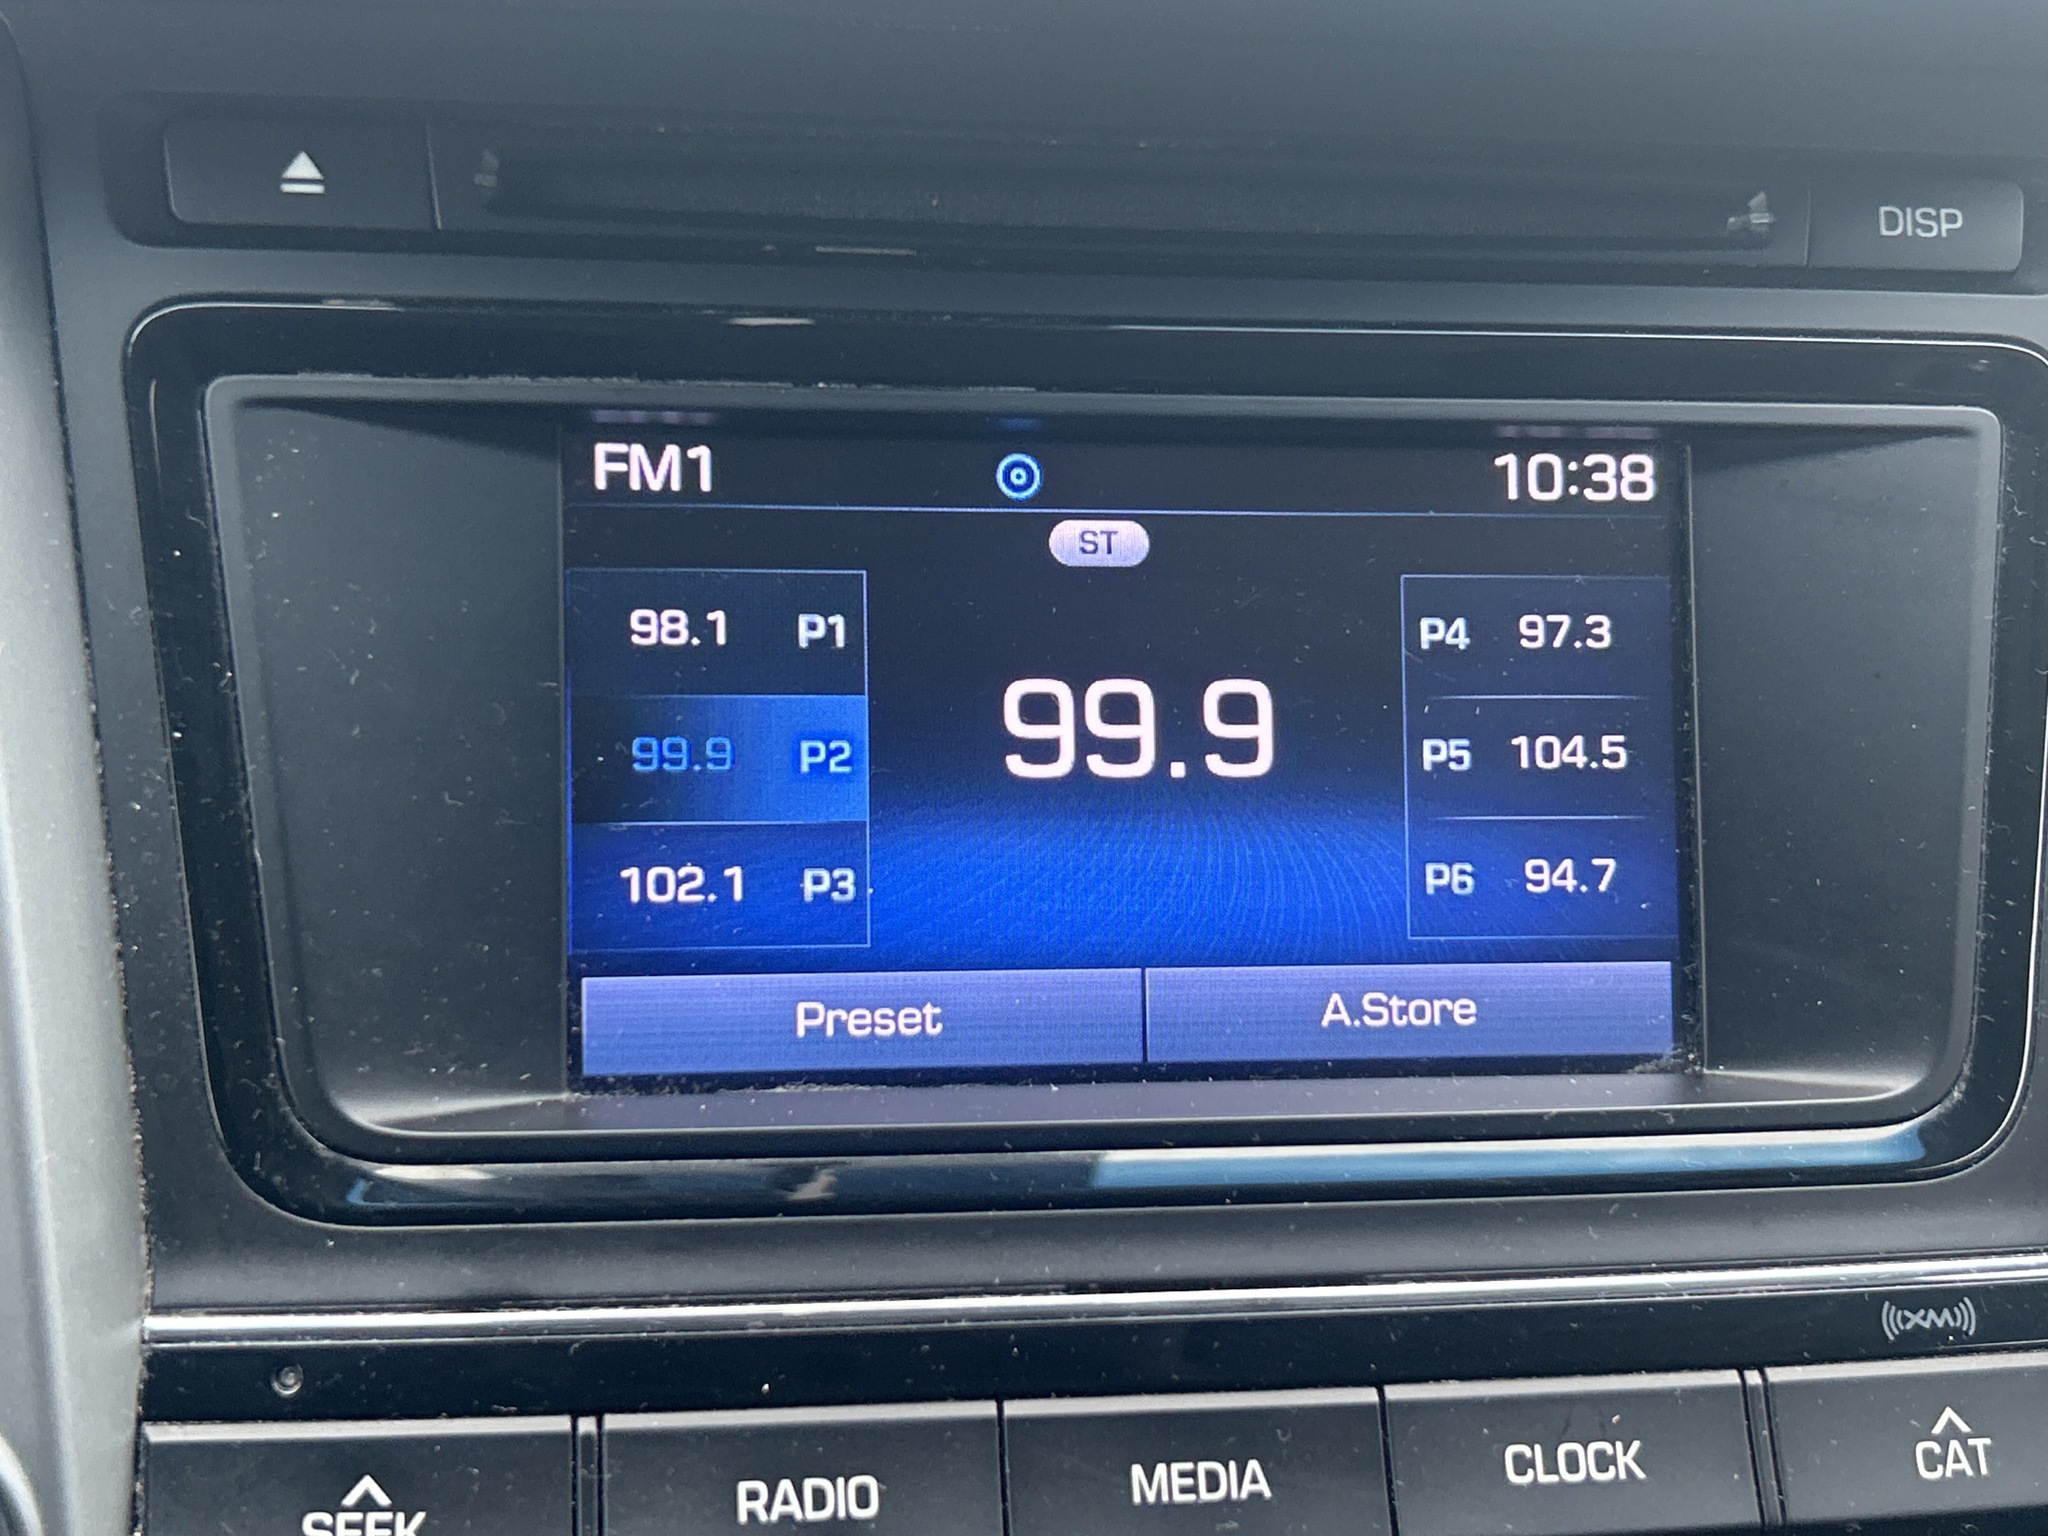 DISP
FM1 10:38
ST
98.1 P1
99.9 P2
102.1 P3
99.9
P4 97.3
P5 104.5
P6 94.7
Preset A.Store
((XM))
SEEK RADIO MEDIA CLOCK CAT